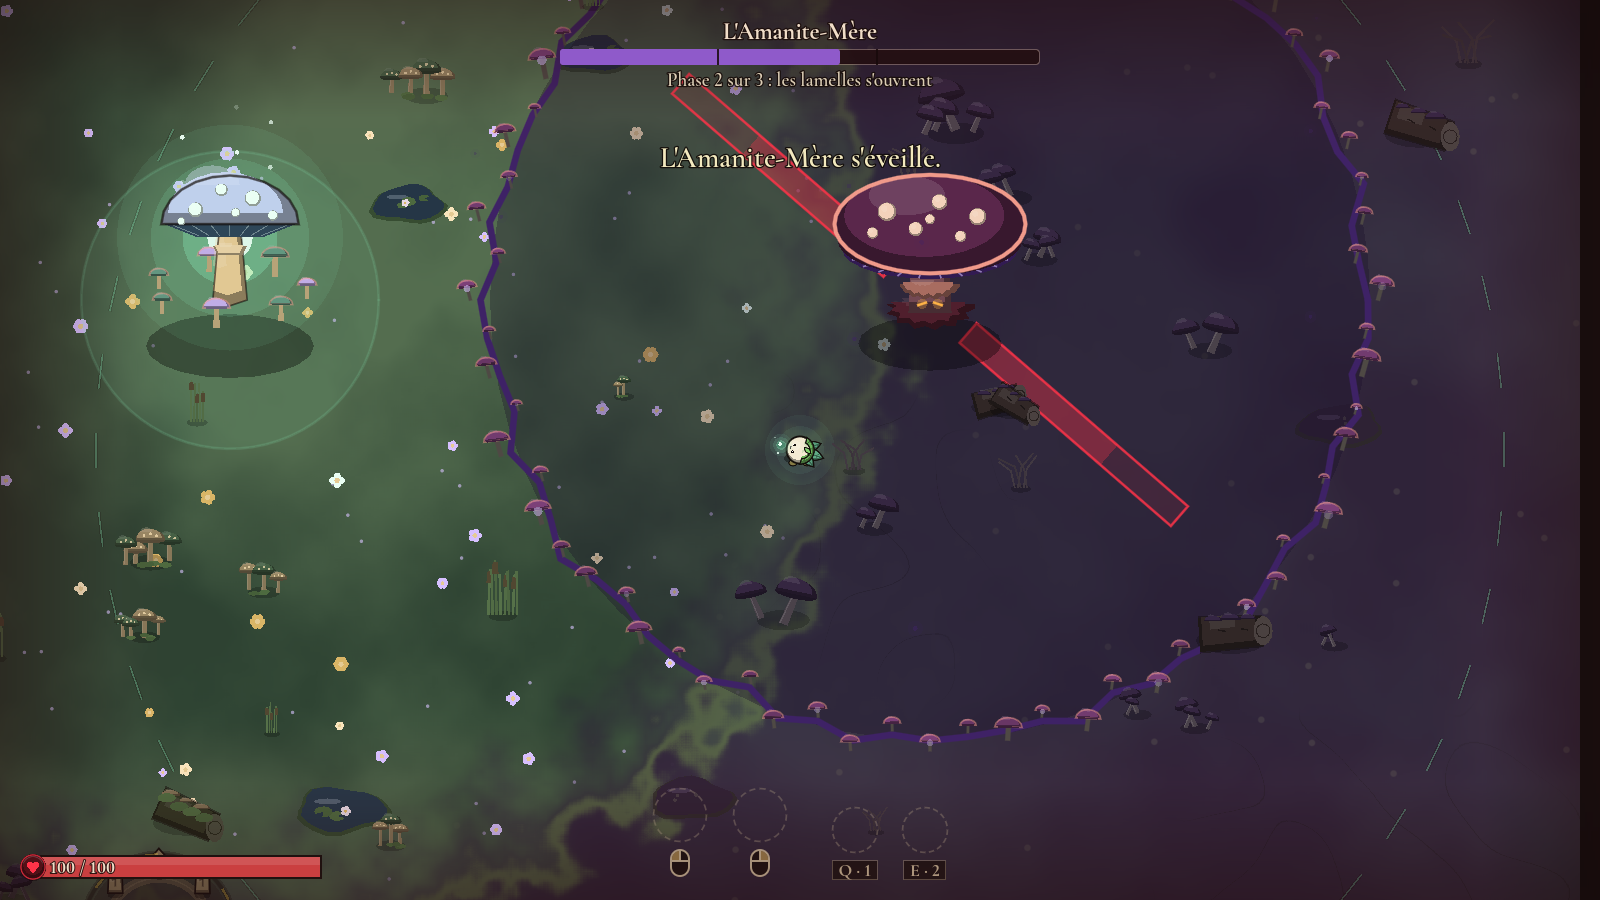 L'Amanite-Mère
Phase 2 sur 3 : les lamelles s'ouvrent
L'Amanite-Mère s'éveille.
100 / 100
Q · 1
E · 2